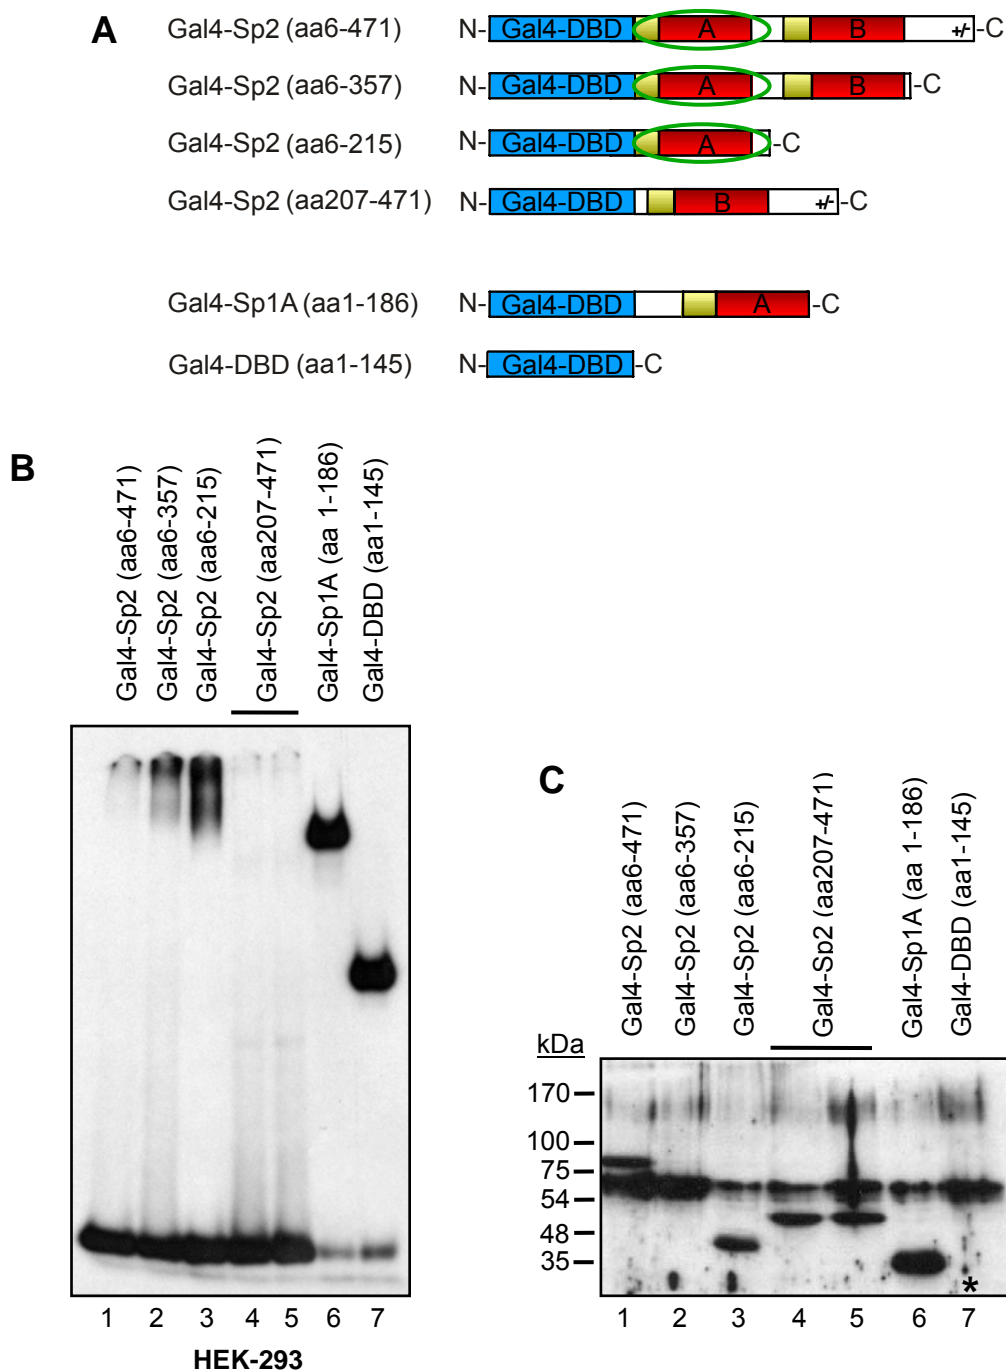 A
Gal4-Sp2 (aa6-471) N- Gal4-DBD A B +/- -C
Gal4-Sp2 (aa6-357) N- Gal4-DBD A B -C
Gal4-Sp2 (aa6-215) N- Gal4-DBD A -C
Gal4-Sp2 (aa207-471) N- Gal4-DBD B +/- -C
Gal4-Sp1A (aa1-186) N- Gal4-DBD A -C
Gal4-DBD (aa1-145) N- Gal4-DBD -C
B
Gal4-Sp2 (aa6-471)
Gal4-Sp2 (aa6-357)
Gal4-Sp2 (aa6-215)
Gal4-Sp2 (aa207-471)
Gal4-Sp1A (aa 1-186)
Gal4-DBD (aa1-145)
1 2 3 4 5 6 7
HEK-293
C
Gal4-Sp2 (aa6-471)
Gal4-Sp2 (aa6-357)
Gal4-Sp2 (aa6-215)
Gal4-Sp2 (aa207-471)
Gal4-Sp1A (aa 1-186)
Gal4-DBD (aa1-145)
kDa
170
100
75
54
48
35
*
1 2 3 4 5 6 7